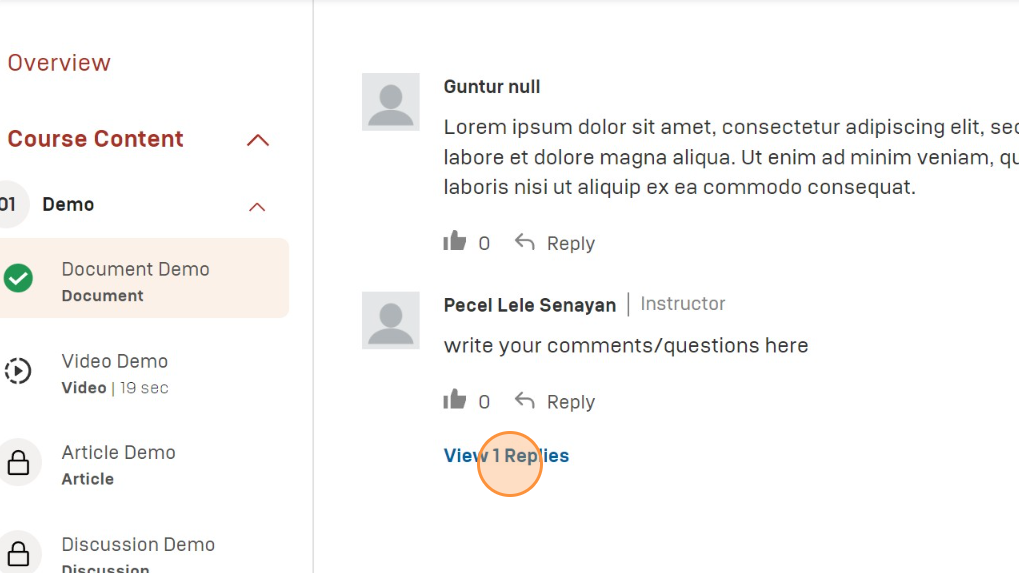 Overview
Course Content
01 Demo
Document Demo
Document
Video Demo
Video | 19 sec
Article Demo
Article
Discussion Demo
Discussion
Guntur null
Lorem ipsum dolor sit amet, consectetur adipiscing elit, sed
labore et dolore magna aliqua. Ut enim ad minim veniam, qu
laboris nisi ut aliquip ex ea commodo consequat.
0 Reply
Pecel Lele Senayan | Instructor
write your comments/questions here
0 Reply
View 1 Replies